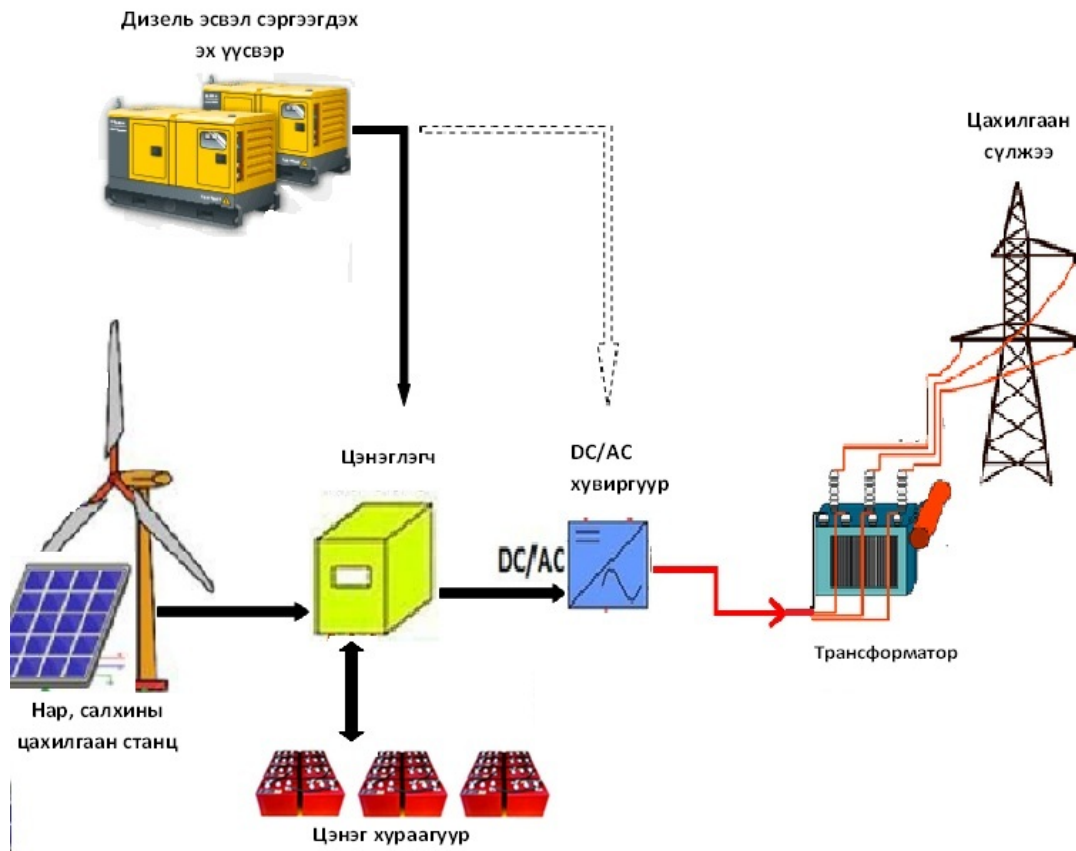 Дизель эсвэл сэргээгдэх
эх үүсвэр
Цахилгаан
сүлжээ
Цэнэглэгч
DC/AC
хувиргуур
DC/AC
Трансформатор
Нар, салхины
цахилгаан станц
Цэнэг хураагуур